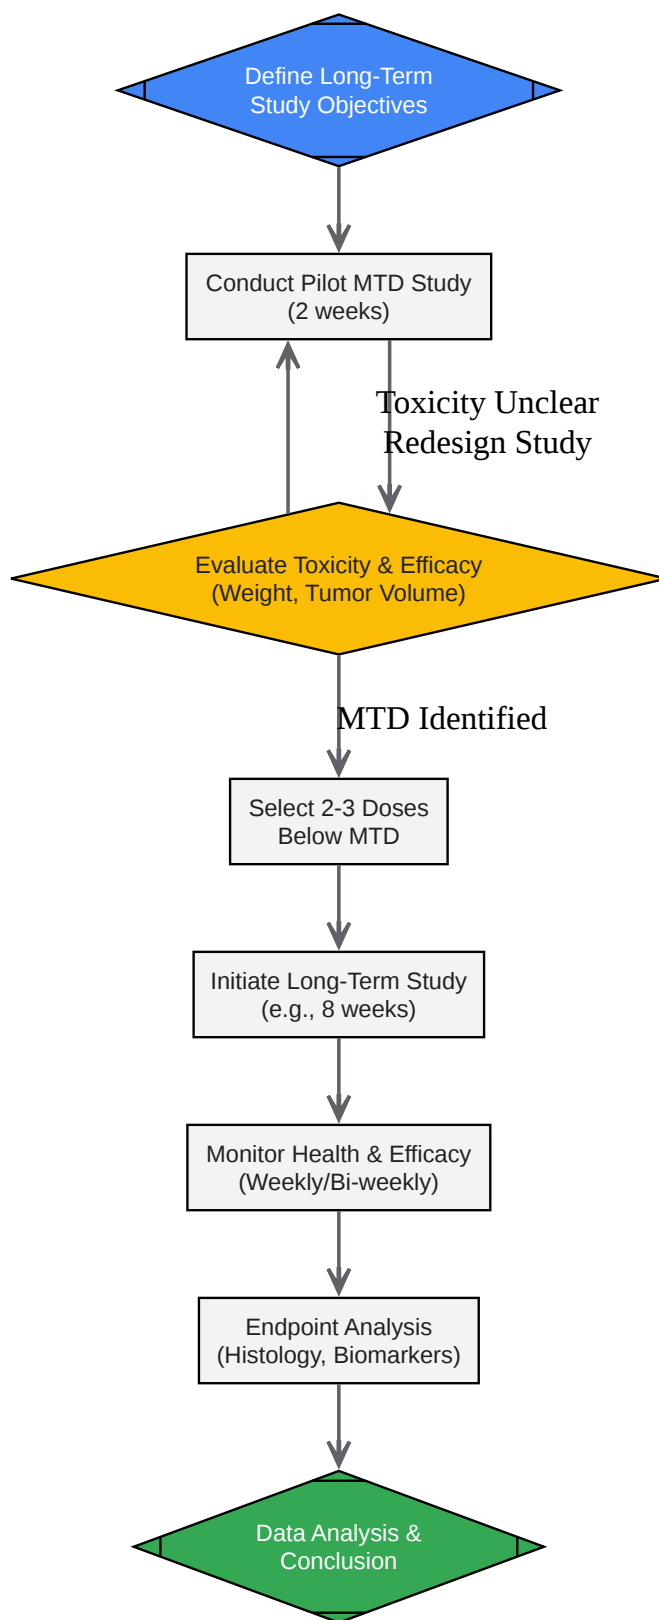 Define Long-Term
Study Objectives
Conduct Pilot MTD Study
(2 weeks)
Toxicity Unclear
Redesign Study
Evaluate Toxicity & Efficacy
(Weight, Tumor Volume)
MTD Identified
Select 2-3 Doses
Below MTD
Initiate Long-Term Study
(e.g., 8 weeks)
Monitor Health & Efficacy
(Weekly/Bi-weekly)
Endpoint Analysis
(Histology, Biomarkers)
Data Analysis &
Conclusion